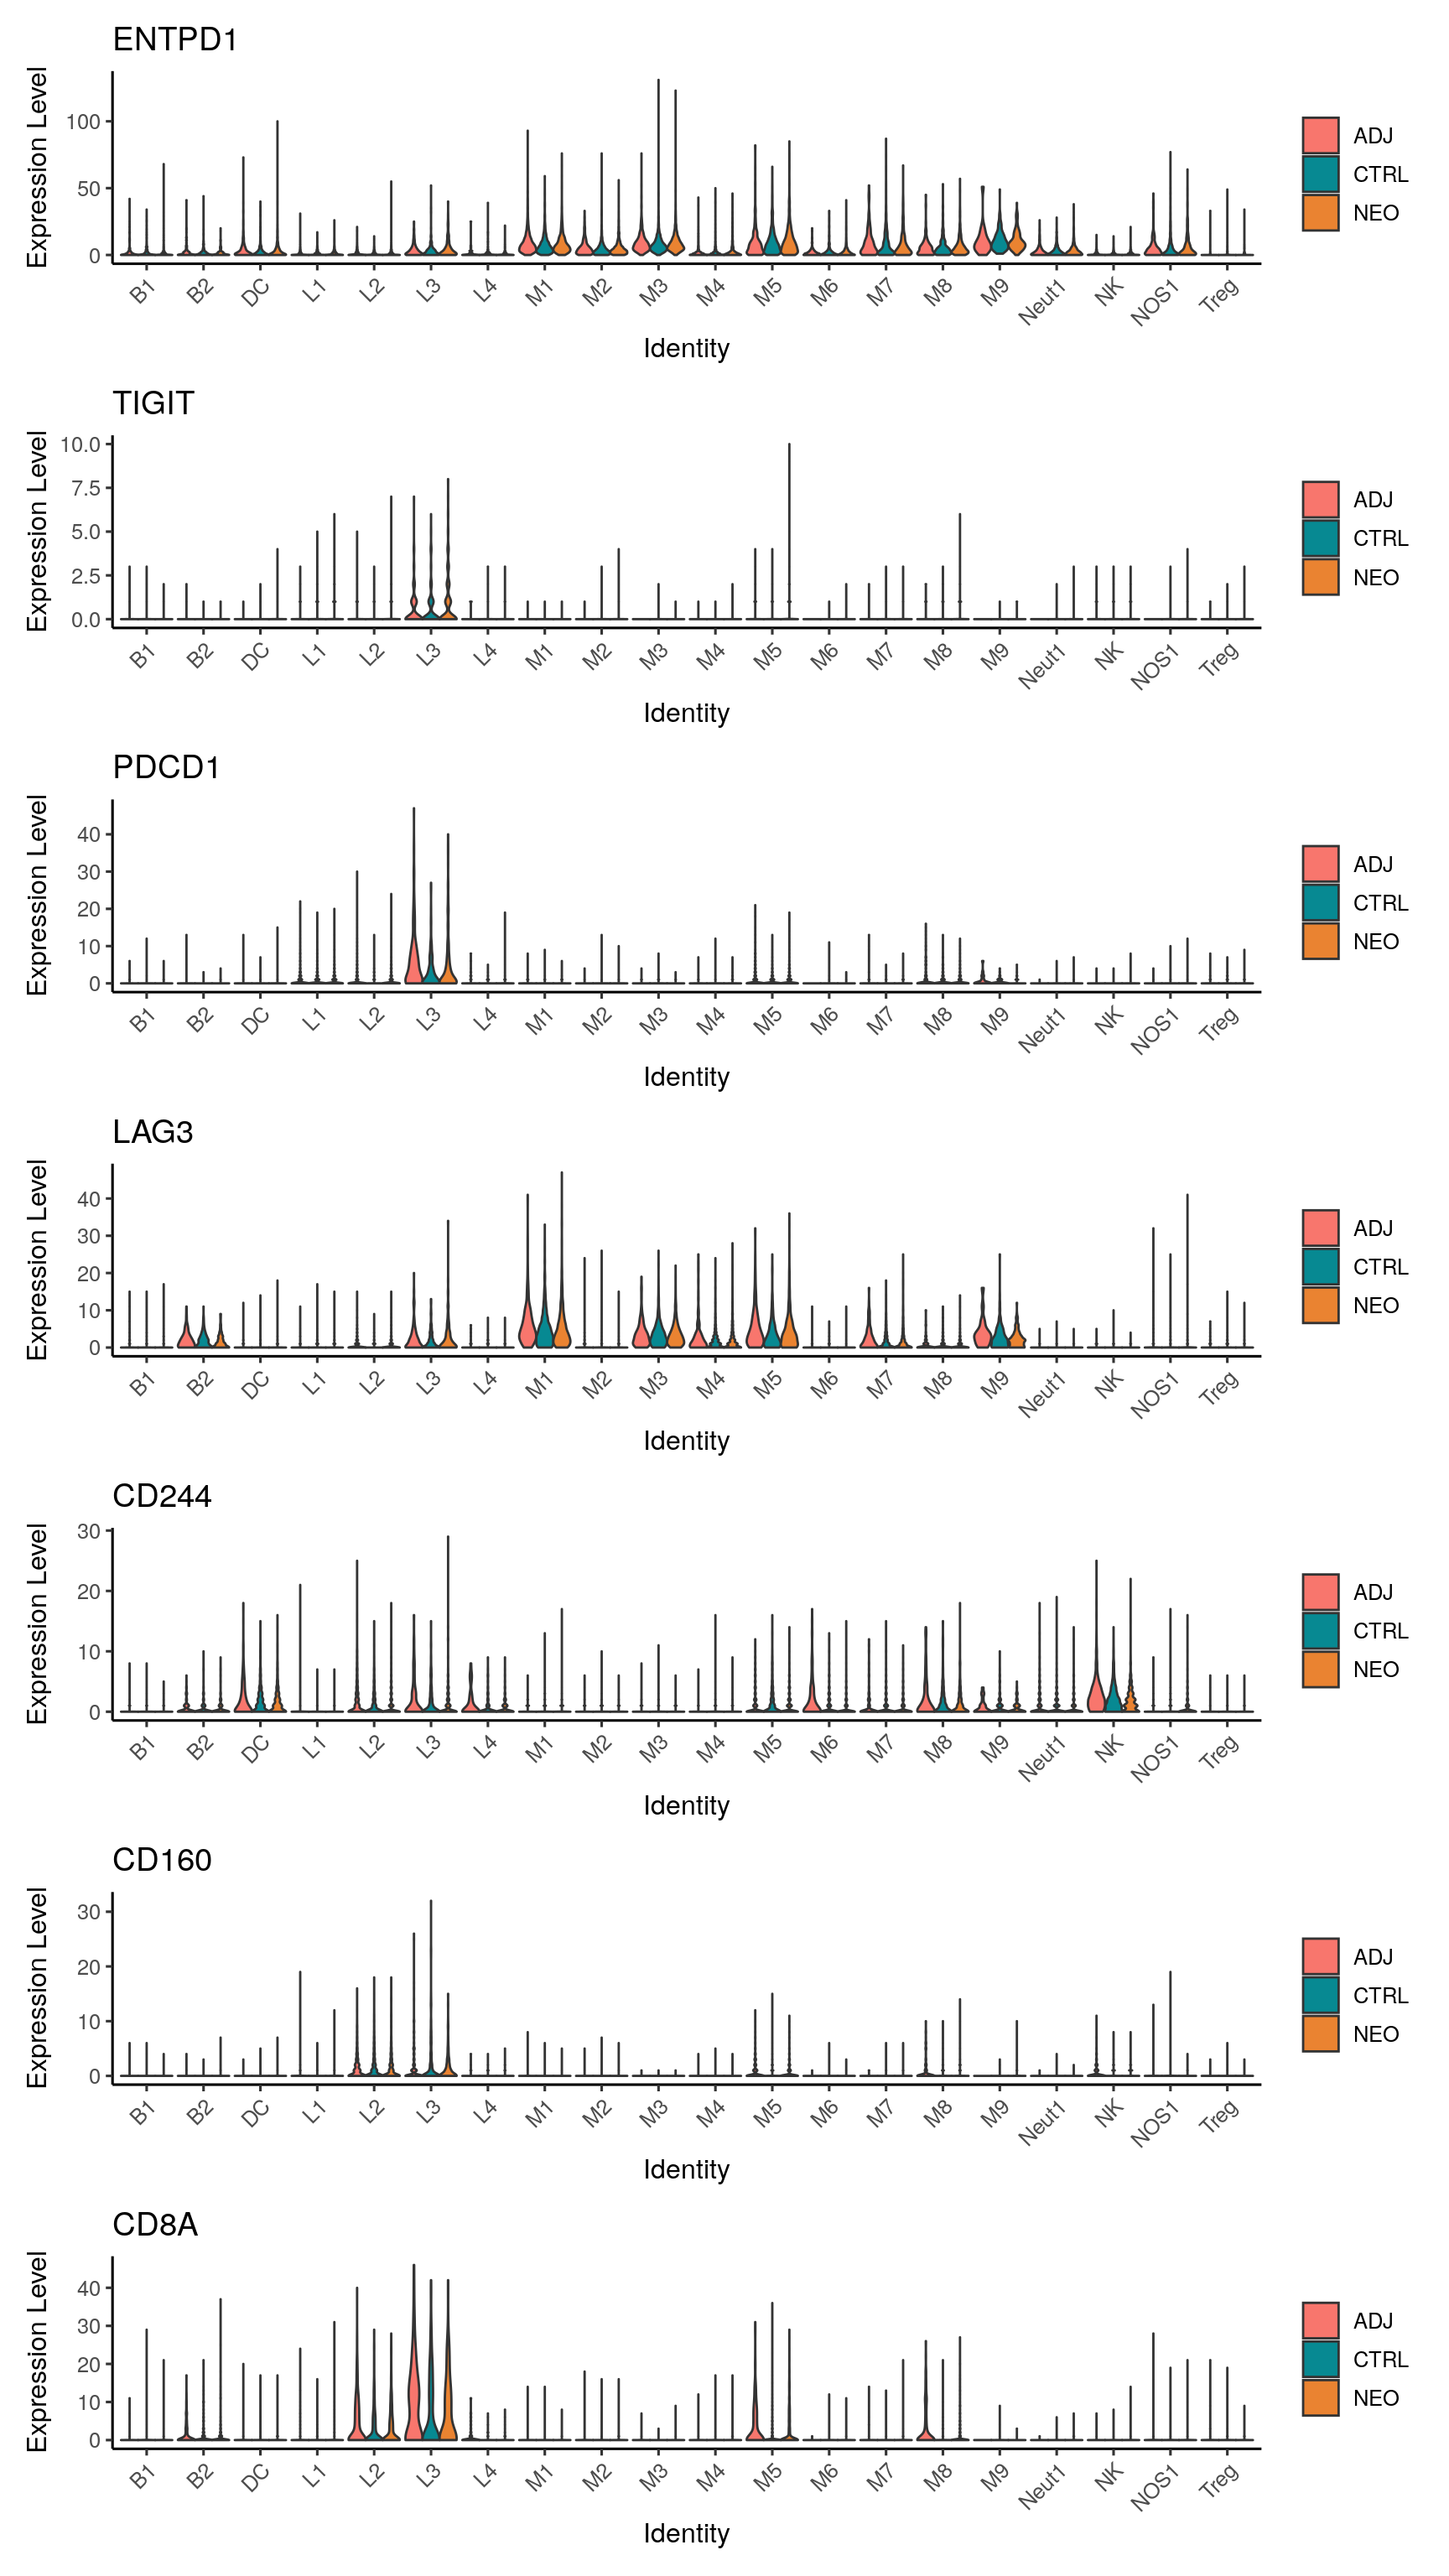 ENTPD1
Expression Level
100
50
0
B1 B2 DC L1 L2 L3 L4 M1 M2 M3 M4 M5 M6 M7 M8 M9 Neut1 NK NOS1 Treg
Identity
ADJ
CTRL
NEO
TIGIT
Expression Level
10.0
7.5
5.0
2.5
0.0
B1 B2 DC L1 L2 L3 L4 M1 M2 M3 M4 M5 M6 M7 M8 M9 Neut1 NK NOS1 Treg
Identity
ADJ
CTRL
NEO
PDCD1
Expression Level
40
30
20
10
0
B1 B2 DC L1 L2 L3 L4 M1 M2 M3 M4 M5 M6 M7 M8 M9 Neut1 NK NOS1 Treg
Identity
ADJ
CTRL
NEO
LAG3
Expression Level
40
30
20
10
0
B1 B2 DC L1 L2 L3 L4 M1 M2 M3 M4 M5 M6 M7 M8 M9 Neut1 NK NOS1 Treg
Identity
ADJ
CTRL
NEO
CD244
Expression Level
30
20
10
0
B1 B2 DC L1 L2 L3 L4 M1 M2 M3 M4 M5 M6 M7 M8 M9 Neut1 NK NOS1 Treg
Identity
ADJ
CTRL
NEO
CD160
Expression Level
30
20
10
0
B1 B2 DC L1 L2 L3 L4 M1 M2 M3 M4 M5 M6 M7 M8 M9 Neut1 NK NOS1 Treg
Identity
ADJ
CTRL
NEO
CD8A
Expression Level
40
30
20
10
0
B1 B2 DC L1 L2 L3 L4 M1 M2 M3 M4 M5 M6 M7 M8 M9 Neut1 NK NOS1 Treg
Identity
ADJ
CTRL
NEO